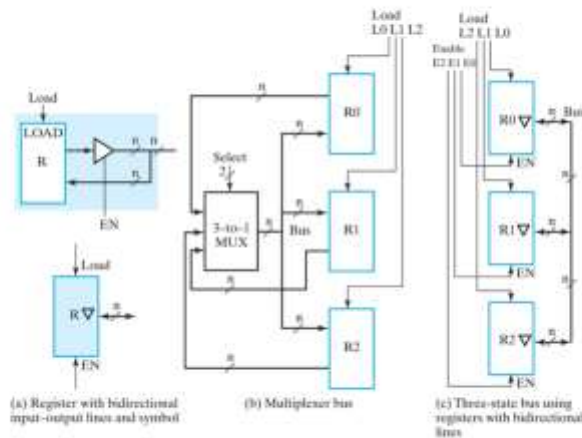 Load
LOAD
R
n
n
n
EN
Load
R
n
EN
(a) Register with bidirectional
input–output lines and symbol
Load
L0 L1 L2
n
R0
n
Select
2
3–to–1
MUX
n
Bus
n
R1
n
n
n
R2
(b) Multiplexer bus
Load
L2 L1 L0
Enable
E2 E1 E0
R0
n
Bus
EN
n
R1
n
EN
n
R2
n
EN
(c) Three-state bus using
registers with bidirectional
lines